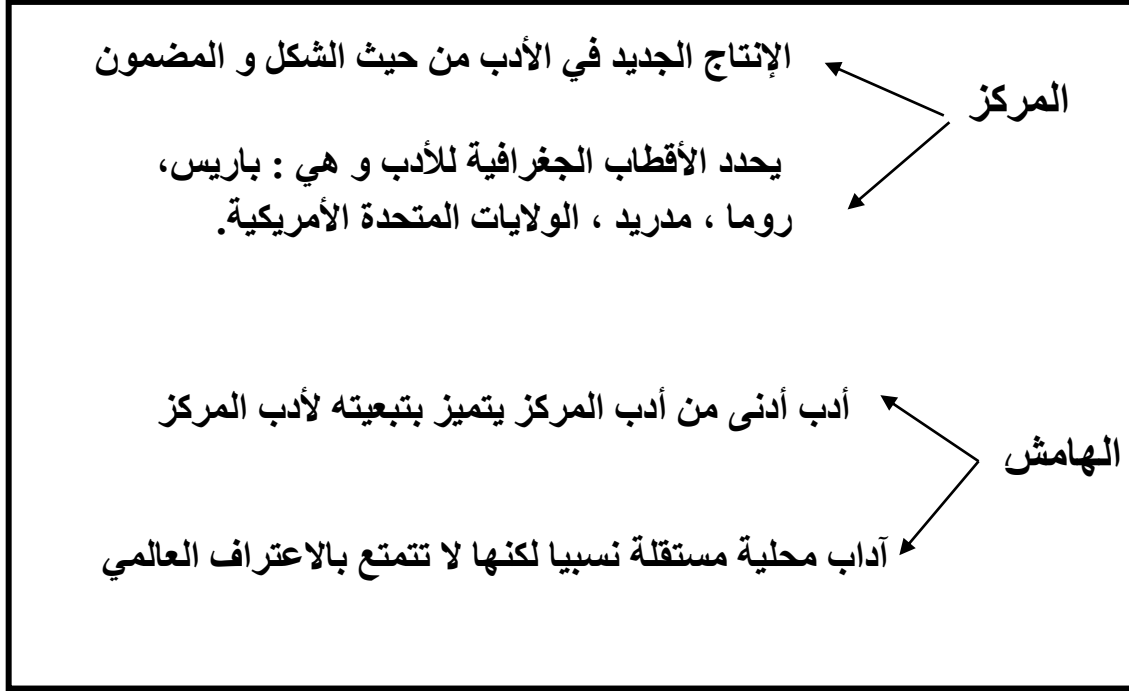 المركز
الإنتاج الجديد في الأدب من حيث الشكل و المضمون
يحدد الأقطاب الجغرافية للأدب و هي : باريس،
روما ، مدريد ، الولايات المتحدة الأمريكية.
الهامش
أدب أدنى من أدب المركز يتميز بتبعيته لأدب المركز
آداب محلية مستقلة نسبيا لكنها لا تتمتع بالاعتراف العالمي